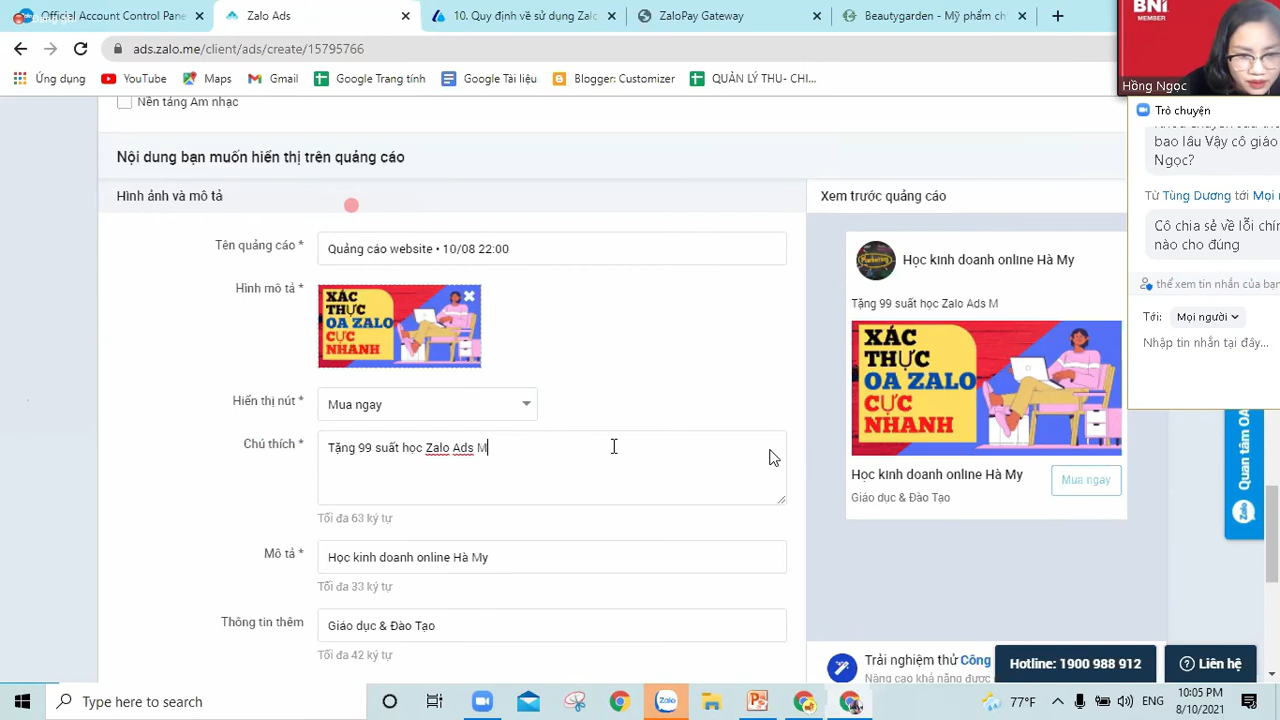 Official Account Control Pane
Zalo Ads
4. Quy định về sử dụng Zalo
ZaloPay Gateway
Beautygarden - Mỹ phẩm ch
ads.zalo.me/client/ads/create/15795766
Ứng dụng
YouTube
Maps
Gmail
Google Trang tính
Google Tài liệu
Blogger: Customizer
QUẢN LÝ THU- CHI...
BNI
MEMBER
Hồng Ngọc
Nền tảng Âm nhạc
Nội dung bạn muốn hiển thị trên quảng cáo
Hình ảnh và mô tả
Tên quảng cáo *
Quảng cáo website • 10/08 22:00
Hình mô tả *
XÁC
THỰC
OA ZALO
CỰC
NHANH
Hiển thị nút *
Mua ngay
Chú thích *
Tặng 99 suất học Zalo Ads M
Tối đa 63 ký tự
Mô tả *
Học kinh doanh online Hà My
Tối đa 33 ký tự
Thông tin thêm
Giáo dục & Đào Tạo
Tối đa 42 ký tự
Xem trước quảng cáo
Marketing
Học kinh doanh online Hà My
Tặng 99 suất học Zalo Ads M
XÁC
THỰC
OA ZALO
CỰC
NHANH
Học kinh doanh online Hà My
Giáo dục & Đào Tạo
Mua ngay
Trải nghiệm thử Công
Nâng cao khả năng được
Hotline: 1900 988 912
Liên hệ
Quan tâm OA
Zalo
Trò chuyện
bao lâu Vậy cô giáo
Ngọc?
Từ Tùng Dương tới Mọi n
Cô chia sẻ về lỗi chín
nào cho đúng
thể xem tin nhắn của bạn
Tới: Mọi người
Nhập tin nhắn tại đây...
Type here to search
Zalo
77°F
ENG
10:05 PM
8/10/2021